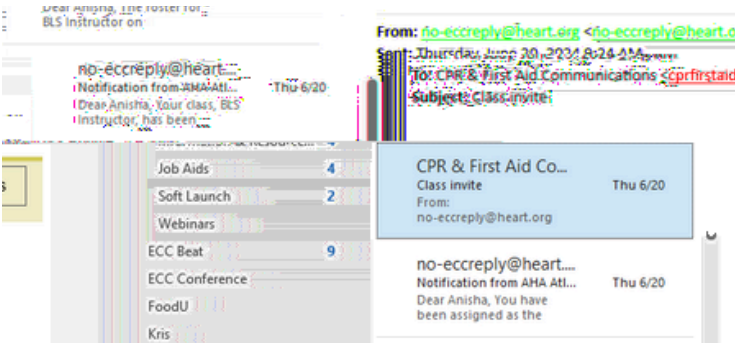 Dear Anisha, The roster for
BLS Instructor on
From: no-eccreply@heart.org <no-eccreply@heart.o
Sent: Thursday, June 20, 2024 8:24 AM
To: CPR & First Aid Communications <cprfirstaid
Subject: Class invite
no-eccreply@heart....
Notification from AHA Atl... Thu 6/20
Dear Anisha, Your class, BLS
Instructor, has been
Job Aids 4
Soft Launch 2
Webinars
ECC Beat 9
ECC Conference
FoodU
Kris
CPR & First Aid Co...
Class invite Thu 6/20
From:
no-eccreply@heart.org
no-eccreply@heart....
Notification from AHA Atl... Thu 6/20
Dear Anisha, You have
been assigned as the